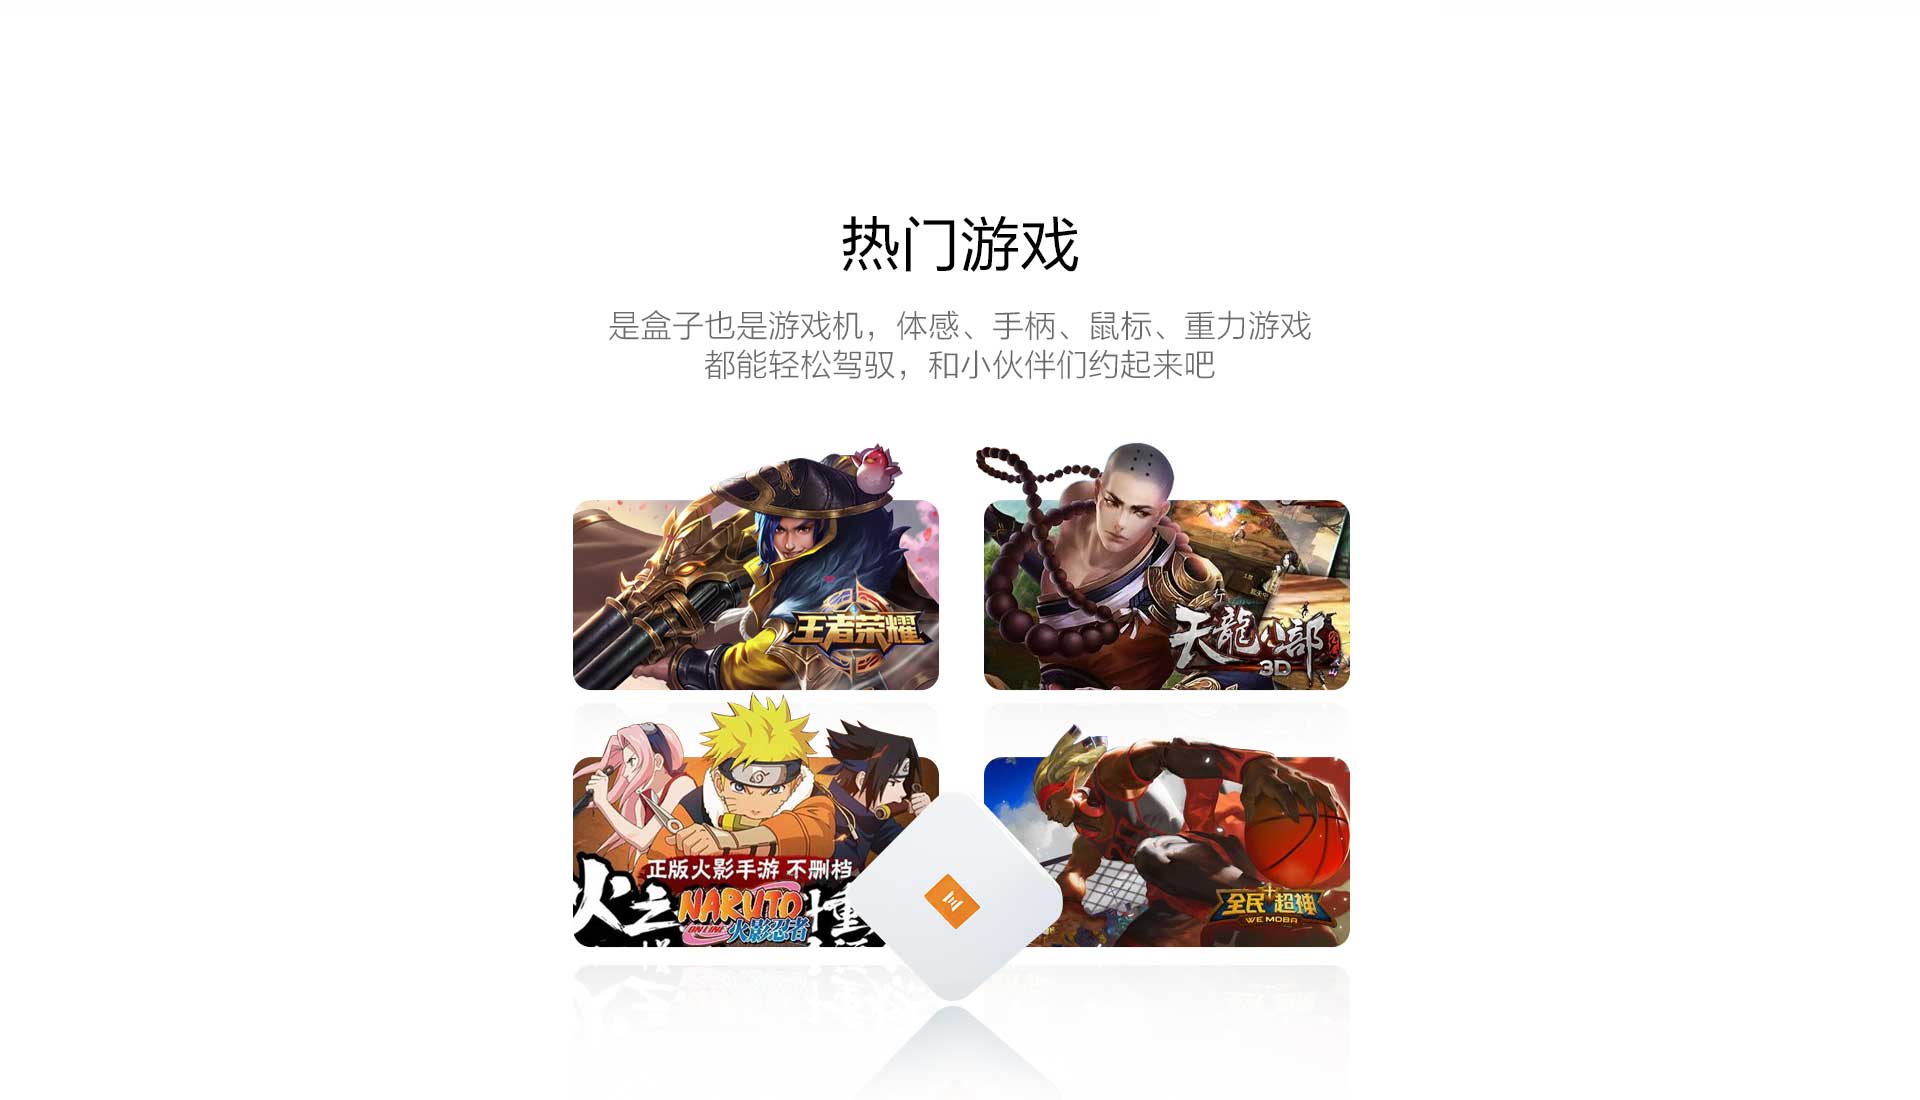 热门游戏
是盒子也是游戏机，体感、手柄、鼠标、重力游戏
都能轻松驾驭，和小伙伴们约起来吧
王者荣耀
天龍八部
3D
正版火影手游 不删档
火之
懂
NARUTO
ONLINE
火影忍者
全民超神
WE MOBA